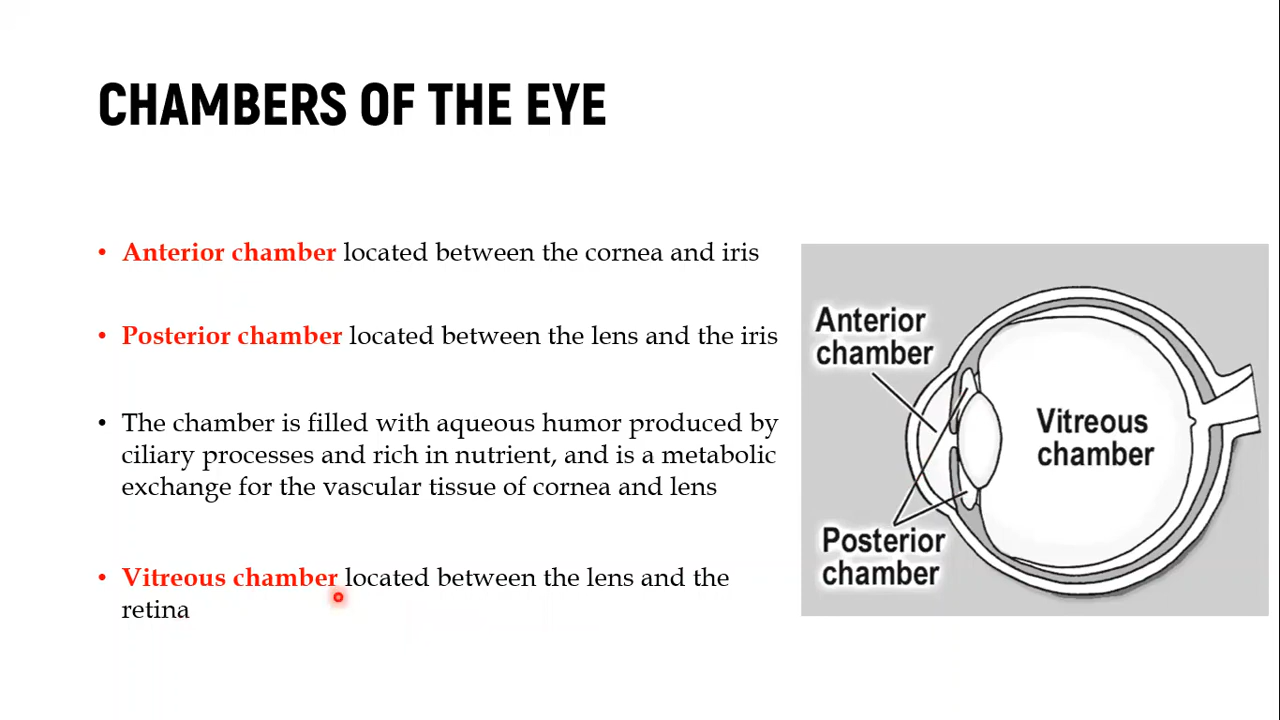 CHAMBERS OF THE EYE
• Anterior chamber located between the cornea and iris
• Posterior chamber located between the lens and the iris
• The chamber is filled with aqueous humor produced by
ciliary processes and rich in nutrient, and is a metabolic
exchange for the vascular tissue of cornea and lens
• Vitreous chamber located between the lens and the
retina
Anterior
chamber
Vitreous
chamber
Posterior
chamber